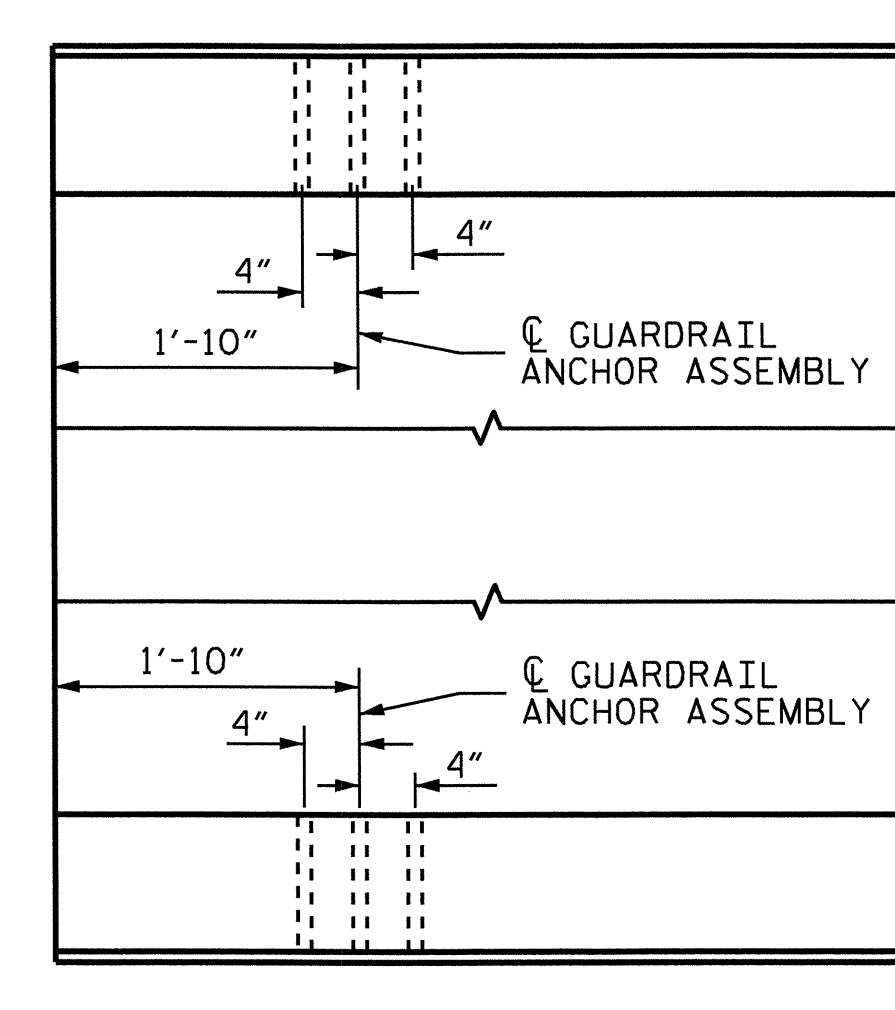 4"
4"
1'-10"
℄ GUARDRAIL
ANCHOR ASSEMBLY
1'-10"
℄ GUARDRAIL
ANCHOR ASSEMBLY
4"
4"